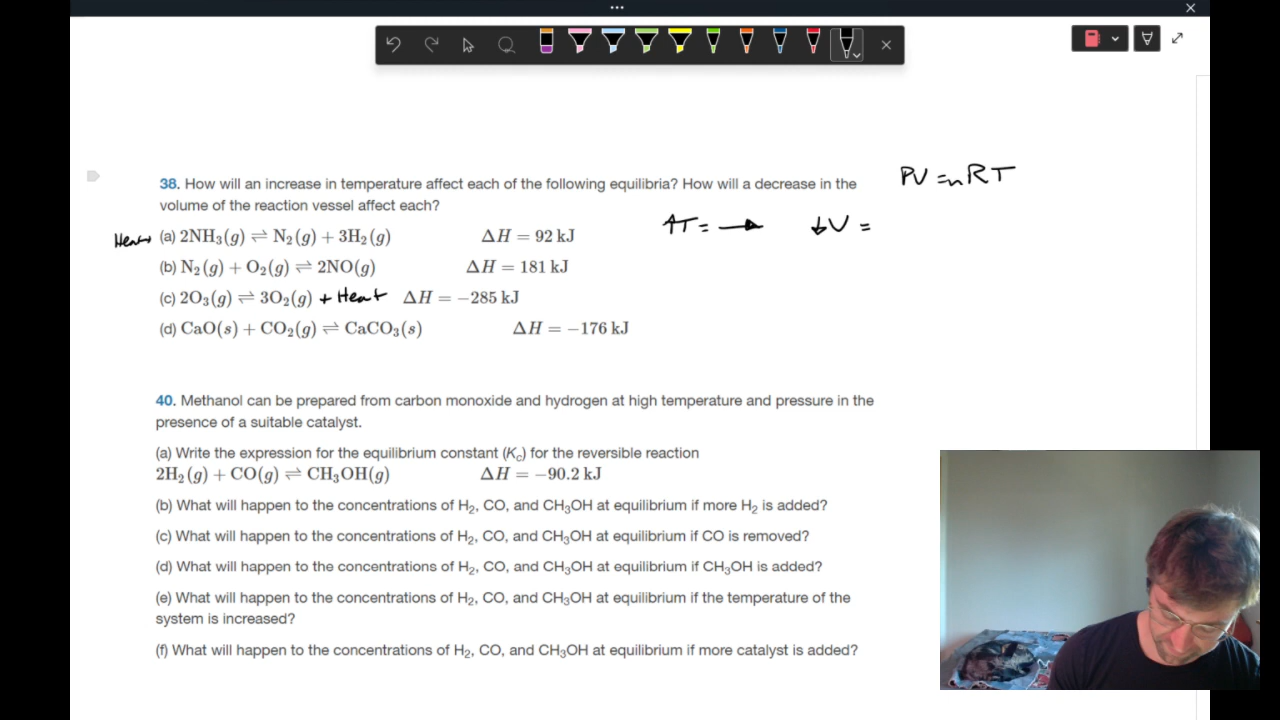 PV = nRT
38. How will an increase in temperature affect each of the following equilibria? How will a decrease in the
volume of the reaction vessel affect each?
↑T = → ↓V =
Heat + (a) 2NH₃(g) ⇌ N₂(g) + 3H₂(g) ΔH = 92 kJ
(b) N₂(g) + O₂(g) ⇌ 2NO(g) ΔH = 181 kJ
(c) 2O₃(g) ⇌ 3O₂(g) + Heat ΔH = −285 kJ
(d) CaO(s) + CO₂(g) ⇌ CaCO₃(s) ΔH = −176 kJ
40. Methanol can be prepared from carbon monoxide and hydrogen at high temperature and pressure in the
presence of a suitable catalyst.
(a) Write the expression for the equilibrium constant (K꜀) for the reversible reaction
2H₂(g) + CO(g) ⇌ CH₃OH(g) ΔH = −90.2 kJ
(b) What will happen to the concentrations of H₂, CO, and CH₃OH at equilibrium if more H₂ is added?
(c) What will happen to the concentrations of H₂, CO, and CH₃OH at equilibrium if CO is removed?
(d) What will happen to the concentrations of H₂, CO, and CH₃OH at equilibrium if CH₃OH is added?
(e) What will happen to the concentrations of H₂, CO, and CH₃OH at equilibrium if the temperature of the
system is increased?
(f) What will happen to the concentrations of H₂, CO, and CH₃OH at equilibrium if more catalyst is added?